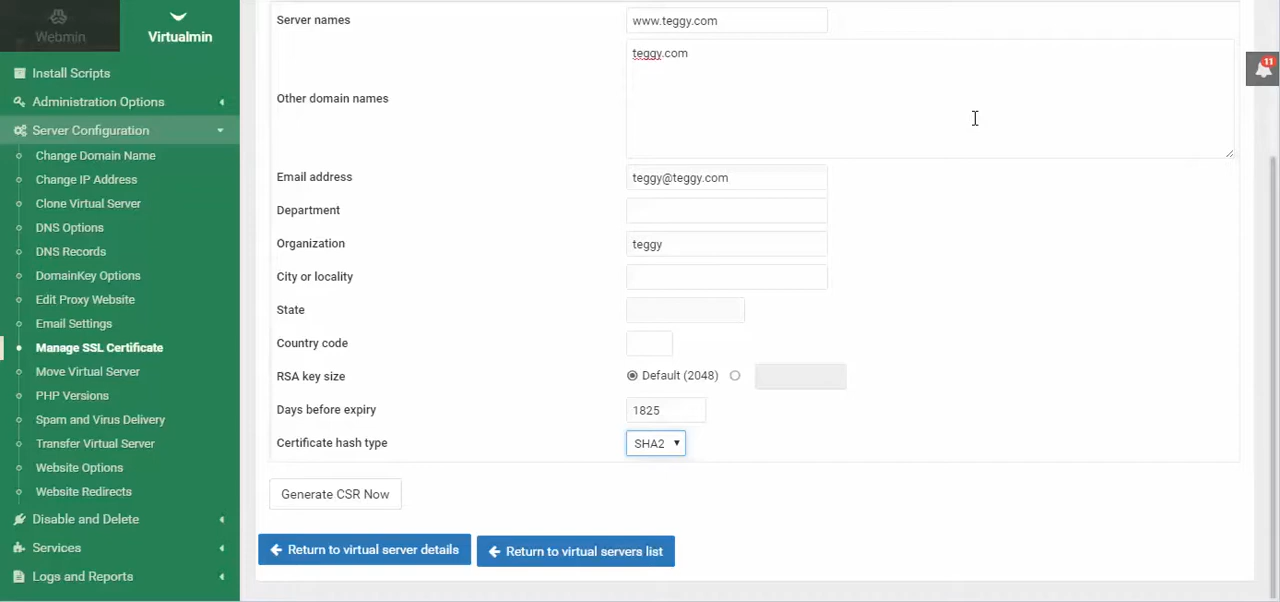 Webmin
Virtualmin
Install Scripts
Administration Options
Server Configuration
Change Domain Name
Change IP Address
Clone Virtual Server
DNS Options
DNS Records
DomainKey Options
Edit Proxy Website
Email Settings
Manage SSL Certificate
Move Virtual Server
PHP Versions
Spam and Virus Delivery
Transfer Virtual Server
Website Options
Website Redirects
Disable and Delete
Services
Logs and Reports
Server names
www.teggy.com
Other domain names
teggy.com
Email address
teggy@teggy.com
Department
Organization
teggy
City or locality
State
Country code
RSA key size
Default (2048)
Days before expiry
1825
Certificate hash type
SHA2
Generate CSR Now
Return to virtual server details
Return to virtual servers list
11